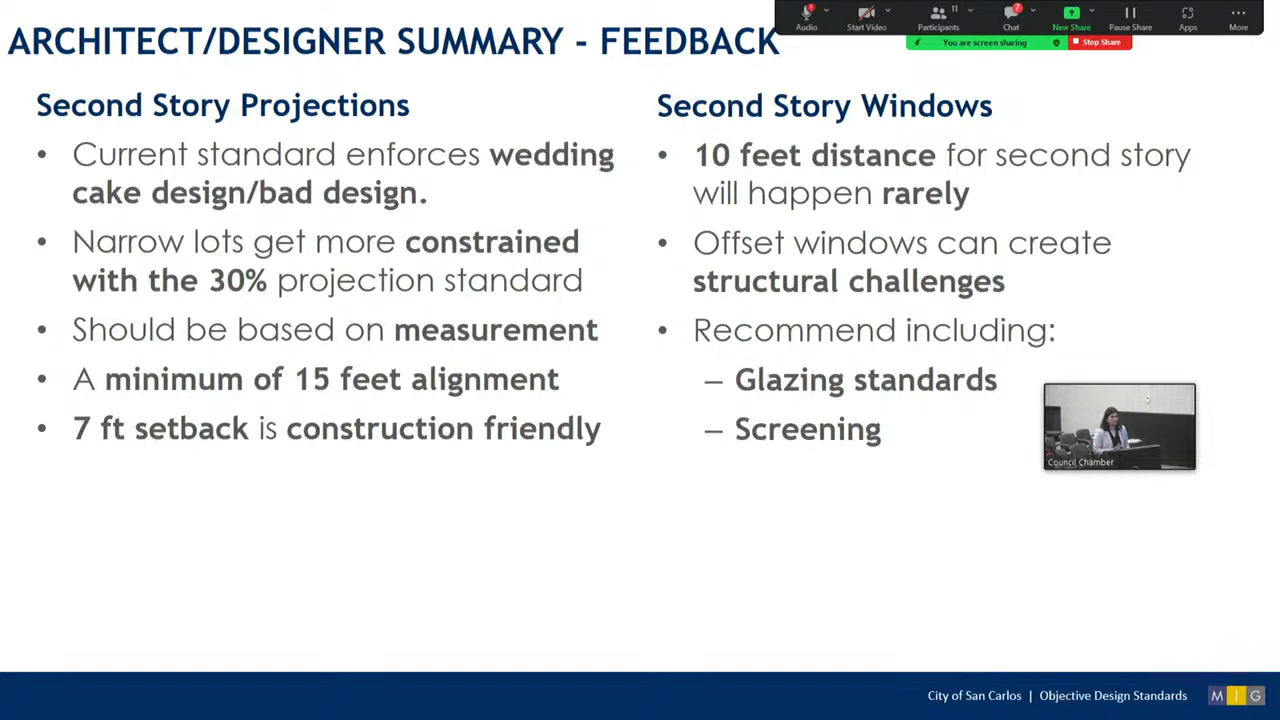 ARCHITECT/DESIGNER SUMMARY - FEEDBACK
Audio
Start Video
11
Participants
7
Chat
New Share
Pause Share
Apps
More
You are screen sharing
Stop Share
Second Story Projections
• Current standard enforces wedding
cake design/bad design.
• Narrow lots get more constrained
with the 30% projection standard
• Should be based on measurement
• A minimum of 15 feet alignment
• 7 ft setback is construction friendly
Second Story Windows
• 10 feet distance for second story
will happen rarely
• Offset windows can create
structural challenges
• Recommend including:
– Glazing standards
– Screening
Council Chamber
City of San Carlos | Objective Design Standards
MIG